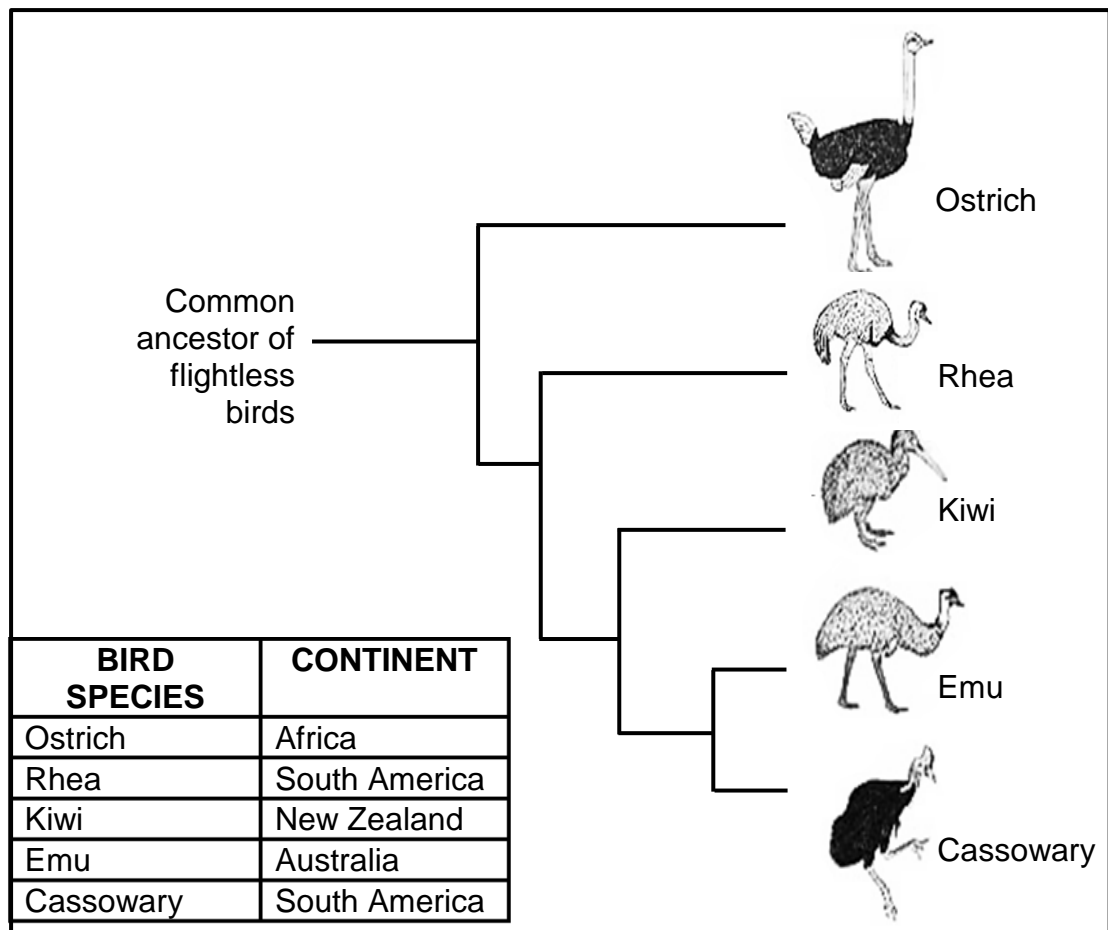 Ostrich
Common
ancestor of
flightless
birds
Rhea
Kiwi
Emu
Cassowary
BIRD SPECIES CONTINENT
Ostrich Africa
Rhea South America
Kiwi New Zealand
Emu Australia
Cassowary South America